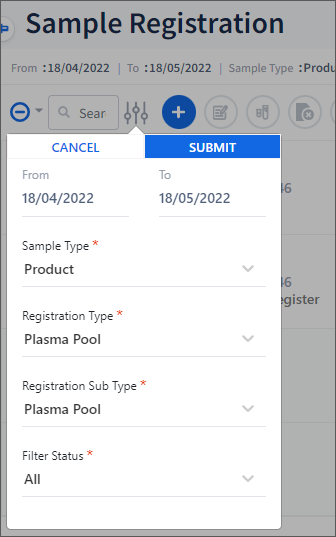 Sample Registration
From :18/04/2022 | To :18/05/2022 | Sample Type :Produc
Sear
CANCEL SUBMIT
From To
18/04/2022 18/05/2022
46
Sample Type *
Product
46
egister
Registration Type *
Plasma Pool
Registration Sub Type *
Plasma Pool
Filter Status *
All